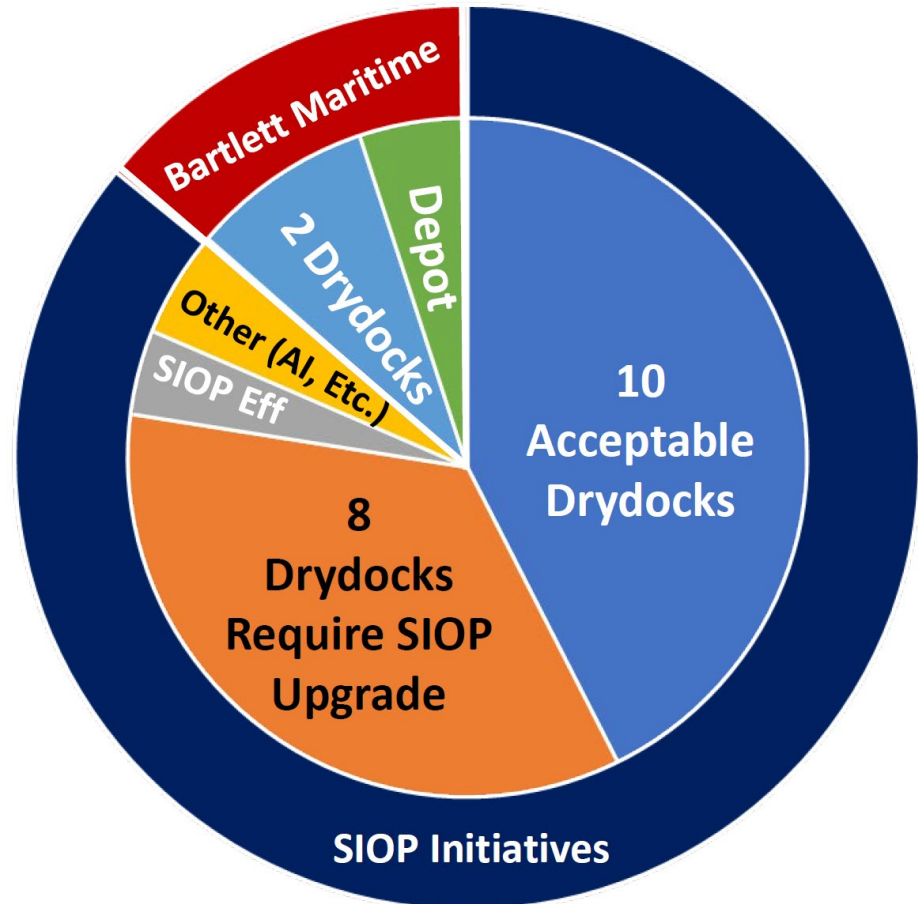 Bartlett Maritime
Depot
2 Drydocks
Other (AI, Etc.)
SIOP Eff
10
Acceptable
Drydocks
8
Drydocks
Require SIOP
Upgrade
SIOP Initiatives